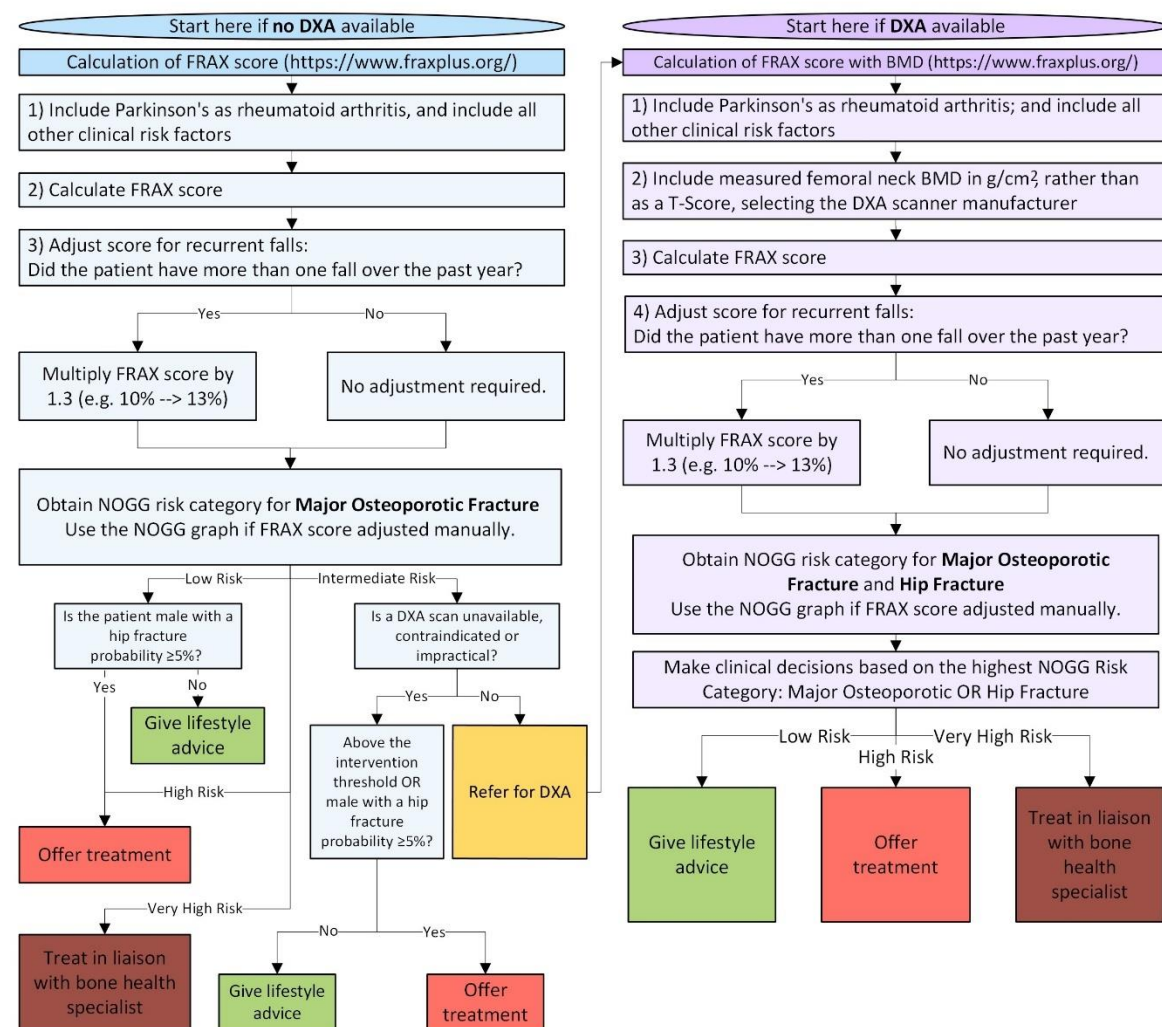 Start here if no DXA available
Calculation of FRAX score (https://www.fraxplus.org/)
1) Include Parkinson's as rheumatoid arthritis, and include all
other clinical risk factors
2) Calculate FRAX score
3) Adjust score for recurrent falls:
Did the patient have more than one fall over the past year?
Yes
No
Multiply FRAX score by
1.3 (e.g. 10% --> 13%)
No adjustment required.
Obtain NOGG risk category for Major Osteoporotic Fracture
Use the NOGG graph if FRAX score adjusted manually.
Low Risk
Intermediate Risk
Is the patient male with a
hip fracture
probability ≥5%?
Yes
No
Give lifestyle
advice
High Risk
Offer treatment
Very High Risk
Treat in liaison
with bone health
specialist
Is a DXA scan unavailable,
contraindicated or
impractical?
Yes
No
Above the
intervention
threshold OR
male with a hip
fracture
probability ≥5%?
Refer for DXA
No
Yes
Give lifestyle
advice
Offer
treatment
Start here if DXA available
Calculation of FRAX score with BMD (https://www.fraxplus.org/)
1) Include Parkinson's as rheumatoid arthritis; and include all
other clinical risk factors
2) Include measured femoral neck BMD in g/cm², rather than
as a T-Score, selecting the DXA scanner manufacturer
3) Calculate FRAX score
4) Adjust score for recurrent falls:
Did the patient have more than one fall over the past year?
Yes
No
Multiply FRAX score by
1.3 (e.g. 10% --> 13%)
No adjustment required.
Obtain NOGG risk category for Major Osteoporotic
Fracture and Hip Fracture
Use the NOGG graph if FRAX score adjusted manually.
Make clinical decisions based on the highest NOGG Risk
Category: Major Osteoporotic OR Hip Fracture
Low Risk
High Risk
Very High Risk
Give lifestyle
advice
Offer
treatment
Treat in liaison
with bone
health
specialist